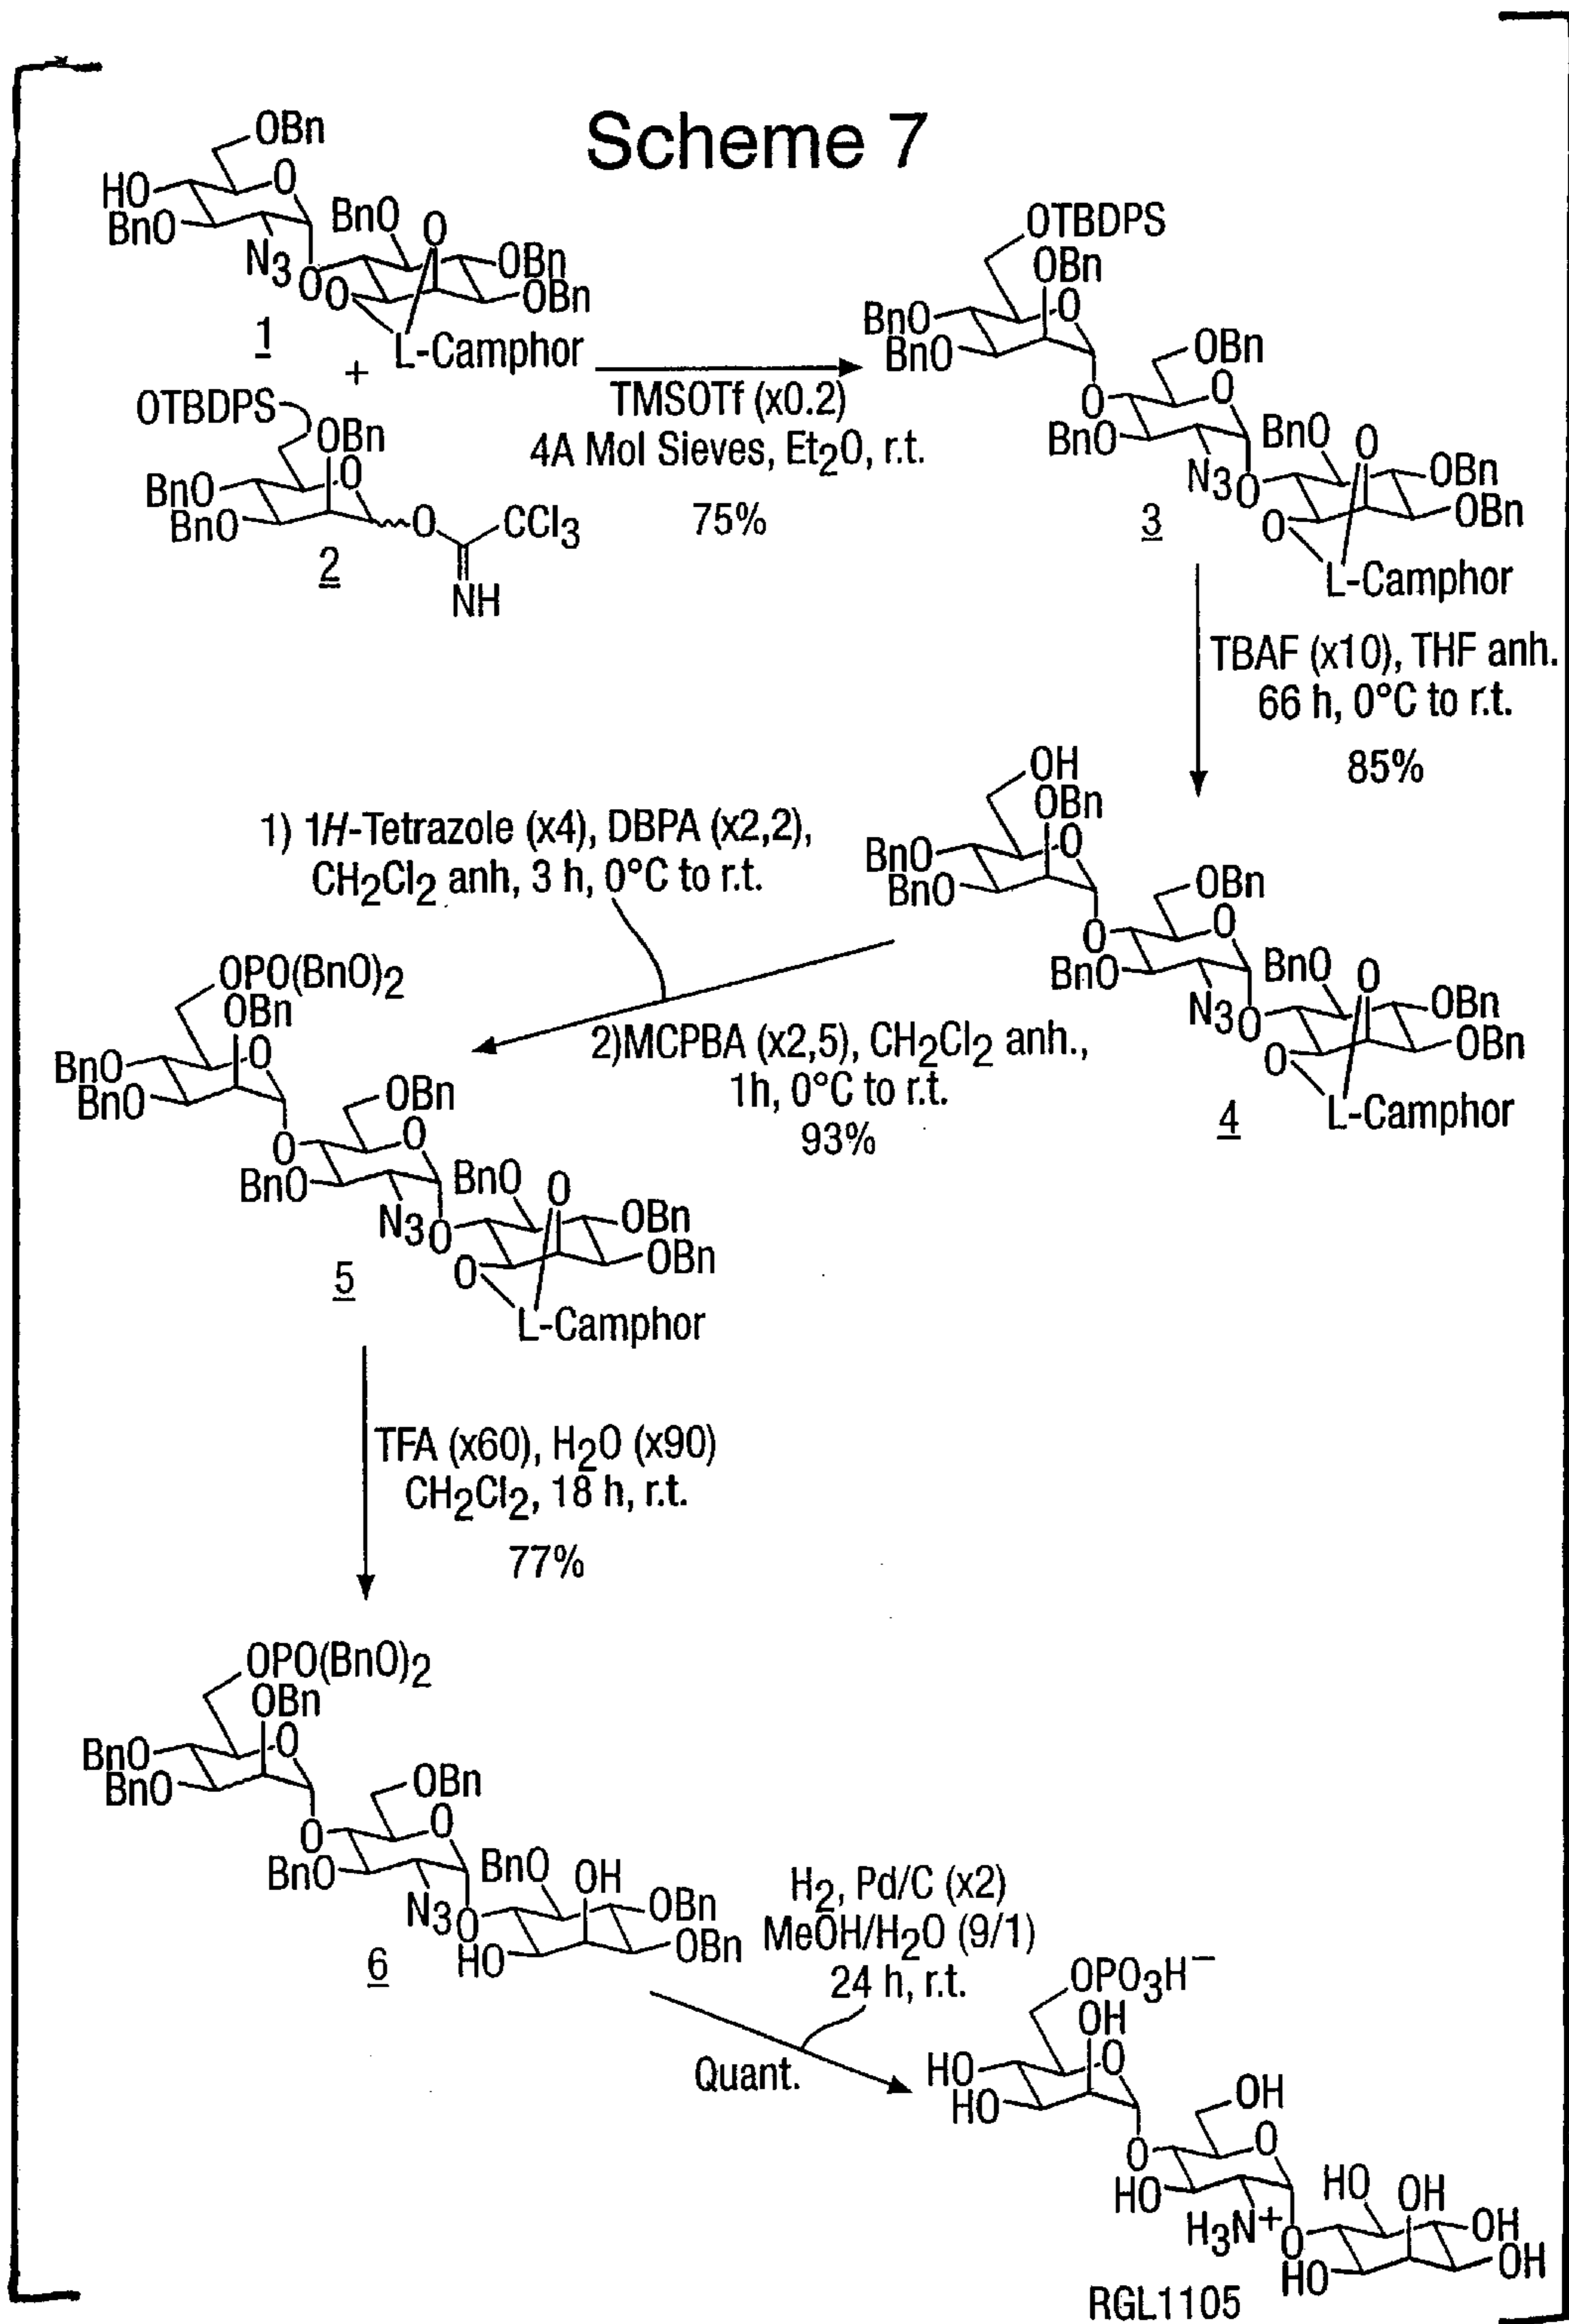 Scheme 7
OBn
HO
O
BnO
BnO
O
N3
O
O
OBn
OBn
1
L-Camphor
+
OTBDPS
OBn
O
BnO
BnO
O
CCl3
2
NH
TMSOTf (x0.2)
4A Mol Sieves, Et2O, r.t.
75%
OTBDPS
OBn
O
BnO
BnO
OBn
O
O
BnO
BnO
O
N3
O
OBn
OBn
O
3
L-Camphor
TBAF (x10), THF anh.
66 h, 0°C to r.t.
85%
OH
OBn
O
BnO
BnO
OBn
O
O
BnO
BnO
O
N3
O
OBn
OBn
O
4
L-Camphor
1) 1H-Tetrazole (x4), DBPA (x2,2),
CH2Cl2 anh, 3 h, 0°C to r.t.
2)MCPBA (x2,5), CH2Cl2 anh.,
1h, 0°C to r.t.
93%
OPO(BnO)2
OBn
O
BnO
BnO
OBn
O
O
BnO
BnO
O
N3
O
OBn
OBn
O
5
L-Camphor
TFA (x60), H2O (x90)
CH2Cl2, 18 h, r.t.
77%
OPO(BnO)2
OBn
O
BnO
BnO
OBn
O
O
BnO
BnO
OH
N3
O
OBn
OBn
HO
6
H2, Pd/C (x2)
MeOH/H2O (9/1)
24 h, r.t.
Quant.
OPO3H−
OH
O
HO
HO
OH
O
O
HO
HO
OH
H3N+
O
OH
OH
HO
RGL1105